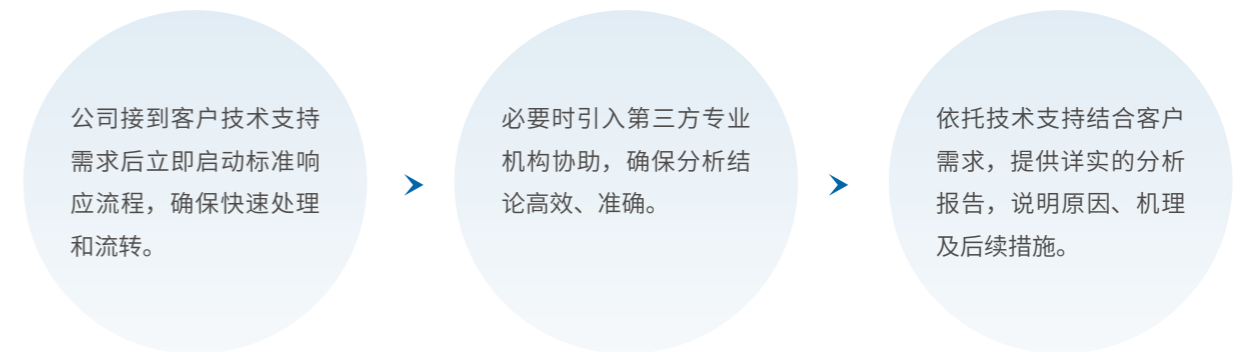 公司接到客户技术支持
需求后立即启动标准响
应流程，确保快速处理
和流转。
必要时引入第三方专业
机构协助，确保分析结
论高效、准确。
依托技术支持结合客户
需求，提供详实的分析
报告，说明原因、机理
及后续措施。